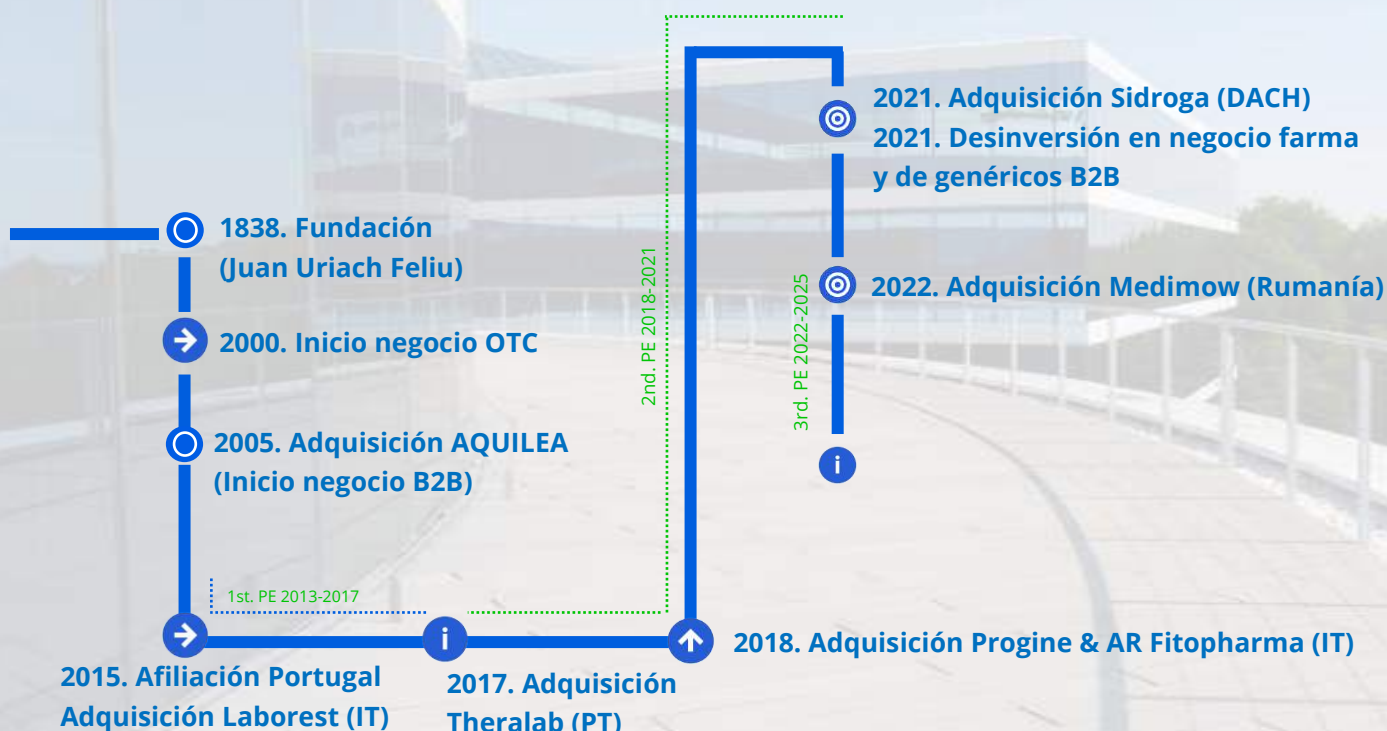 1838. Fundación
(Juan Uriach Feliu)
2000. Inicio negocio OTC
2005. Adquisición AQUILEA
(Inicio negocio B2B)
1st. PE 2013-2017
2015. Afiliación Portugal
Adquisición Laborest (IT)
2017. Adquisición
Theralab (PT)
2018. Adquisición Progine & AR Fitopharma (IT)
2nd. PE 2018-2021
2021. Adquisición Sidroga (DACH)
2021. Desinversión en negocio farma
y de genéricos B2B
3rd. PE 2022-2025
2022. Adquisición Medimow (Rumanía)